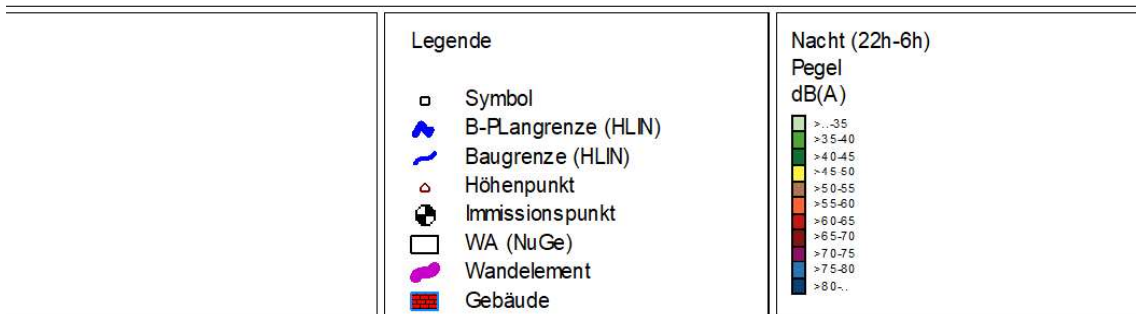 Legende
Symbol
B-PLangrenze (HLIN)
Baugrenze (HLIN)
Höhenpunkt
Immissionspunkt
WA (NuGe)
Wandelement
Gebäude
Nacht (22h-6h)
Pegel
dB(A)
>..-35
>35-40
>40-45
>45-50
>50-55
>55-60
>60-65
>65-70
>70-75
>75-80
>80-..